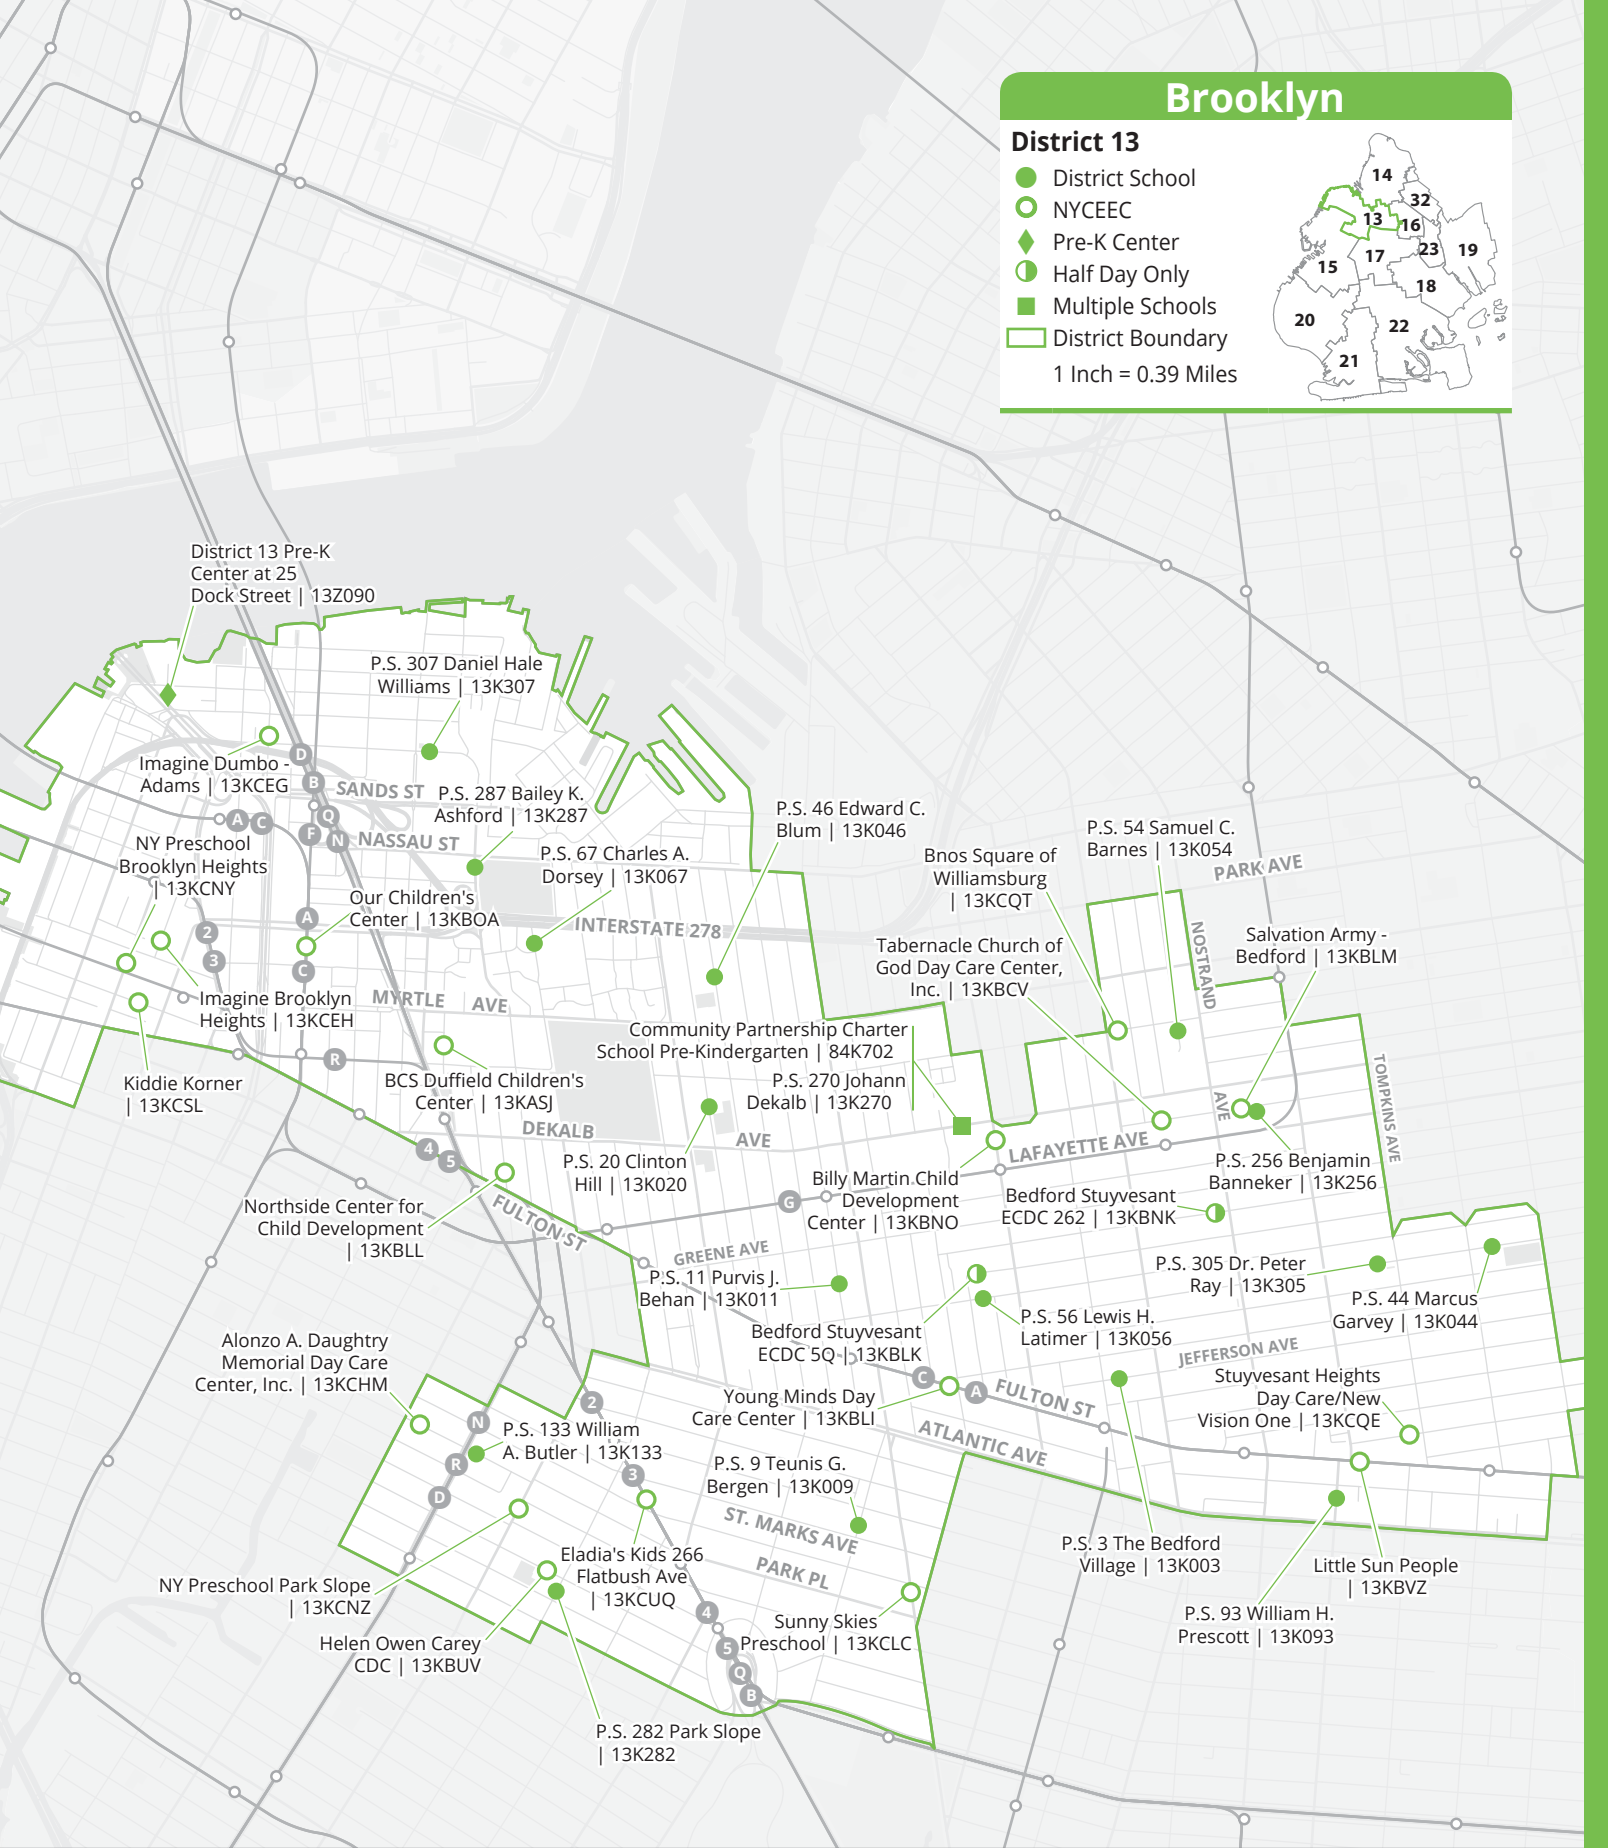 Brooklyn
District 13
District School
NYCEEC
Pre-K Center
Half Day Only
Multiple Schools
District Boundary
1 Inch = 0.39 Miles
14
32
13
16
23
19
17
15
18
20
22
21
District 13 Pre-K
Center at 25
Dock Street | 13Z090
P.S. 307 Daniel Hale
Williams | 13K307
Imagine Dumbo -
Adams | 13KCEG
D
B
SANDS ST
P.S. 287 Bailey K.
Ashford | 13K287
A
C
Q
F
N
NASSAU ST
NY Preschool
Brooklyn Heights
| 13KCNY
P.S. 67 Charles A.
Dorsey | 13K067
P.S. 46 Edward C.
Blum | 13K046
P.S. 54 Samuel C.
Barnes | 13K054
PARK AVE
Bnos Square of
Williamsburg
| 13KCQT
Our Children's
Center | 13KBOA
A
2
3
C
INTERSTATE 278
NOSTRAND
AVE
Salvation Army -
Bedford | 13KBLM
Tabernacle Church of
God Day Care Center,
Inc. | 13KBCV
Imagine Brooklyn
Heights | 13KCEH
MYRTLE AVE
R
Community Partnership Charter
School Pre-Kindergarten | 84K702
P.S. 270 Johann
Dekalb | 13K270
Kiddie Korner
| 13KCSL
BCS Duffield Children's
Center | 13KASJ
TOMPKINS AVE
DEKALB
AVE
LAFAYETTE AVE
4
5
P.S. 20 Clinton
Hill | 13K020
Billy Martin Child
Development
Center | 13KBNO
P.S. 256 Benjamin
Banneker | 13K256
G
Northside Center for
Child Development
| 13KBLL
FULTON ST
Bedford Stuyvesant
ECDC 262 | 13KBNK
GREENE AVE
P.S. 11 Purvis J.
Behan | 13K011
P.S. 305 Dr. Peter
Ray | 13K305
P.S. 44 Marcus
Garvey | 13K044
Bedford Stuyvesant
ECDC 5Q | 13KBLK
P.S. 56 Lewis H.
Latimer | 13K056
Alonzo A. Daughtry
Memorial Day Care
Center, Inc. | 13KCHM
JEFFERSON AVE
C
A
FULTON ST
Stuyvesant Heights
Day Care/New
Vision One | 13KCQE
Young Minds Day
Care Center | 13KBLI
ATLANTIC AVE
2
N
R
D
3
P.S. 133 William
A. Butler | 13K133
P.S. 9 Teunis G.
Bergen | 13K009
ST. MARKS AVE
P.S. 3 The Bedford
Village | 13K003
Eladia's Kids 266
Flatbush Ave
| 13KCUQ
PARK PL
Little Sun People
| 13KBVZ
NY Preschool Park Slope
| 13KCNZ
P.S. 93 William H.
Prescott | 13K093
4
5
Q
B
Sunny Skies
Preschool | 13KCLC
Helen Owen Carey
CDC | 13KBUV
P.S. 282 Park Slope
| 13K282